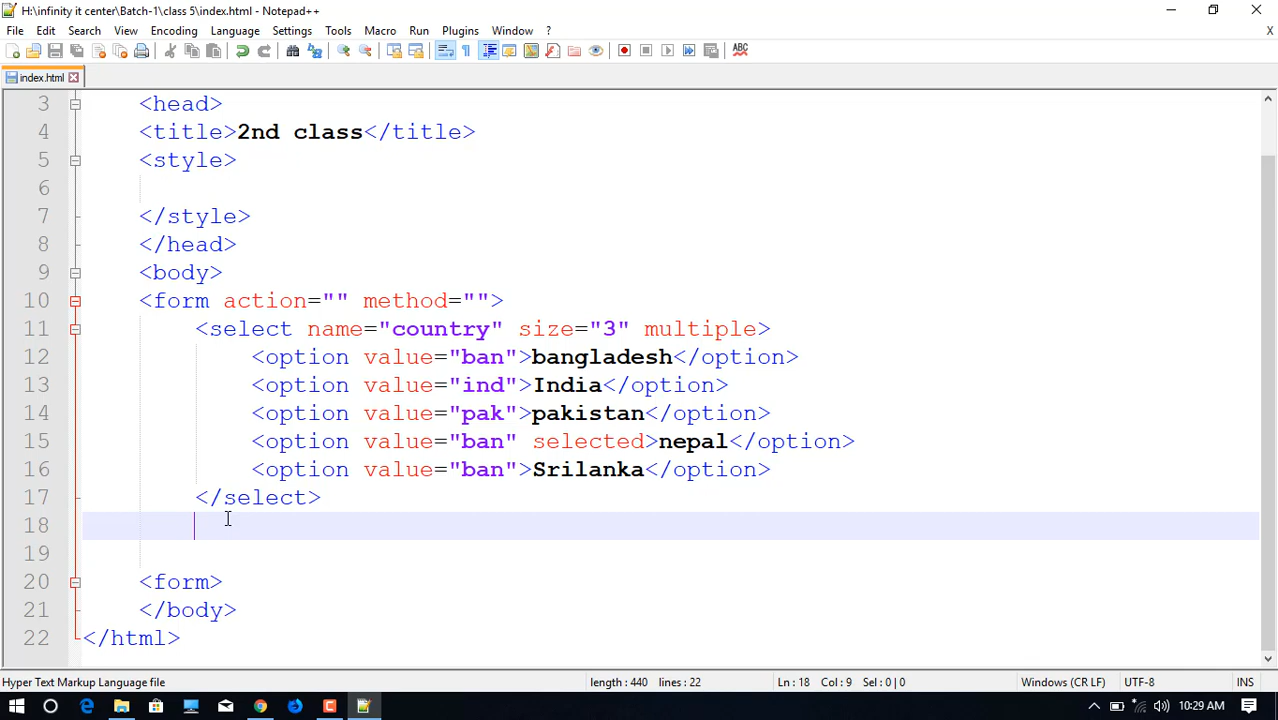 H:\infinity it center\Batch-1\class 5\index.html - Notepad++
File Edit Search View Encoding Language Settings Tools Macro Run Plugins Window ? X
ABC
index.html
3 <head>
4 <title>2nd class</title>
5 <style>
6
7 </style>
8 </head>
9 <body>
10 <form action="" method="">
11 <select name="country" size="3" multiple>
12 <option value="ban">bangladesh</option>
13 <option value="ind">India</option>
14 <option value="pak">pakistan</option>
15 <option value="ban" selected>nepal</option>
16 <option value="ban">Srilanka</option>
17 </select>
18
19
20 <form>
21 </body>
22 </html>
Hyper Text Markup Language file length : 440 lines : 22 Ln : 18 Col : 9 Sel : 0 | 0 Windows (CR LF) UTF-8 INS
10:29 AM